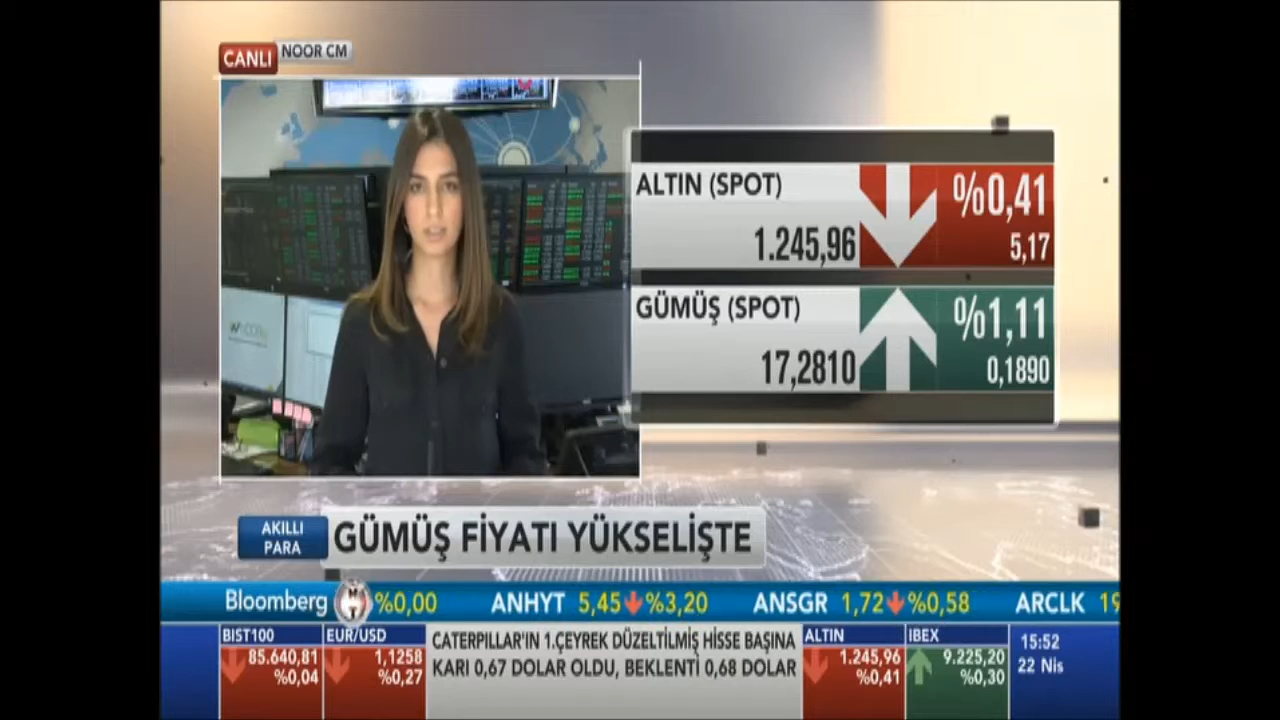 CANLI
NOOR CM
ALTIN (SPOT)
%0,41
1.245,96
5,17
GÜMÜŞ (SPOT)
%1,11
17,2810
0,1890
AKILLI
PARA
GÜMÜŞ FİYATI YÜKSELİŞTE
Bloomberg
HT
%0,00
ANHYT 5,45 %3,20
ANSGR 1,72 %0,58
ARCLK 19
BIST100
85.640,81
%0,04
EUR/USD
1,1258
%0,27
CATERPILLAR'IN 1.ÇEYREK DÜZELTİLMİŞ HİSSE BAŞINA
KARI 0,67 DOLAR OLDU, BEKLENTİ 0,68 DOLAR
ALTIN
1.245,96
%0,41
IBEX
9.225,20
%0,30
15:52
22 Nis